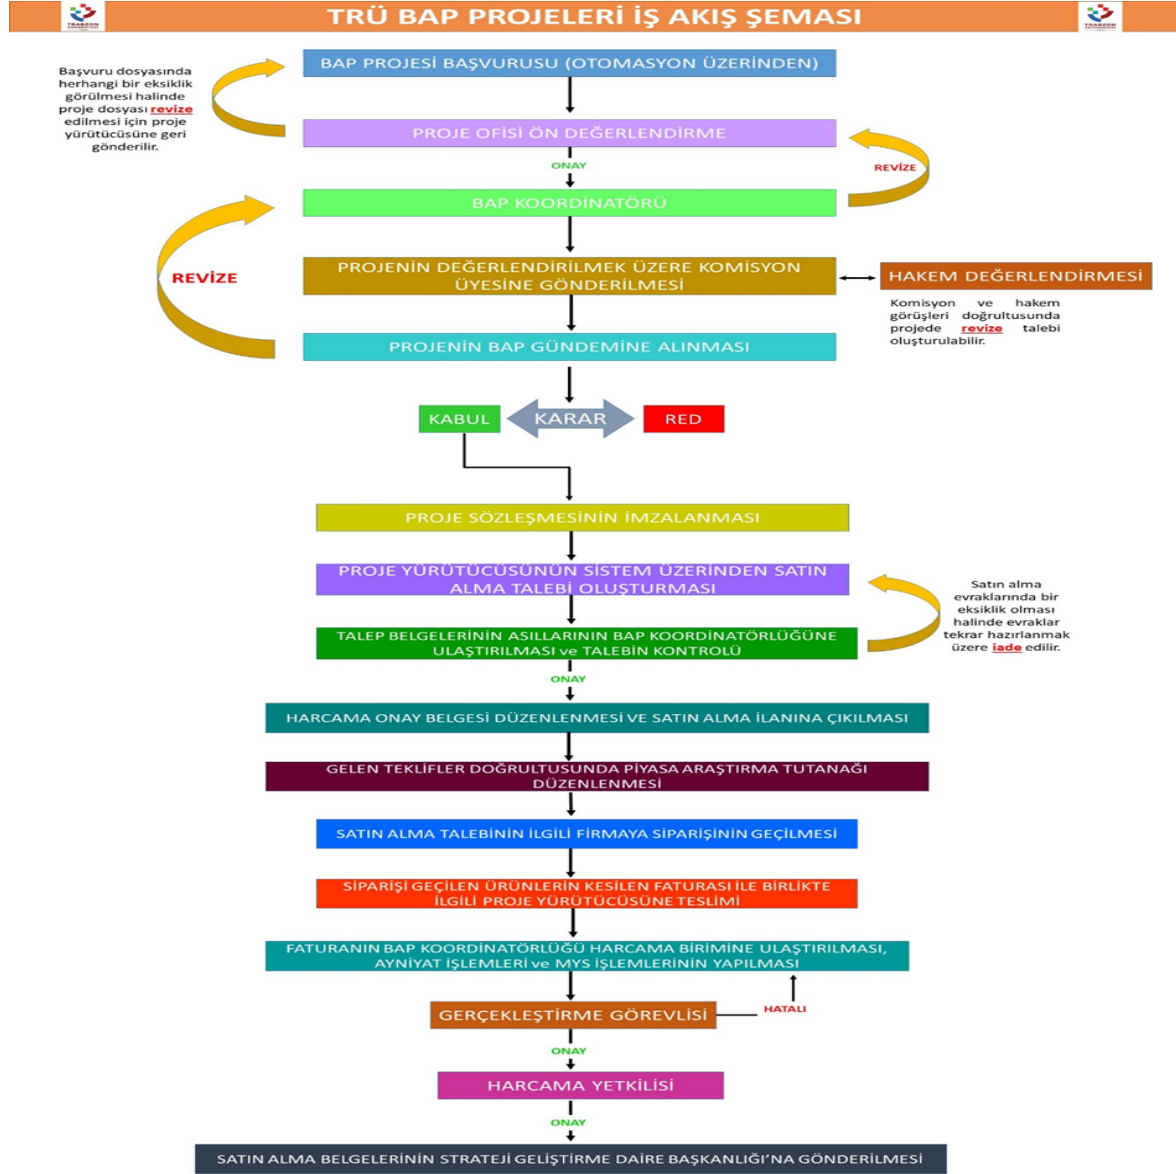 TRÜ BAP PROJELERİ İŞ AKIŞ ŞEMASI
TRABZON
TRABZON
BAP PROJESİ BAŞVURUSU (OTOMASYON ÜZERİNDEN)
Başvuru dosyasında
herhangi bir eksiklik
görülmesi halinde
proje dosyası revize
edilmesi için proje
yürütücüsüne geri
gönderilir.
PROJE OFİSİ ÖN DEĞERLENDİRME
ONAY
REVİZE
BAP KOORDİNATÖRÜ
REVİZE
PROJENİN DEĞERLENDİRİLMEK ÜZERE KOMİSYON
ÜYESİNE GÖNDERİLMESİ
HAKEM DEĞERLENDİRMESİ
Komisyon ve hakem
görüşleri doğrultusunda
projede revize talebi
oluşturulabilir.
PROJENİN BAP GÜNDEMİNE ALINMASI
KABUL
KARAR
RED
PROJE SÖZLEŞMESİNİN İMZALANMASI
PROJE YÜRÜTÜCÜSÜNÜN SİSTEM ÜZERİNDEN SATIN
ALMA TALEBİ OLUŞTURMASI
Satın alma
evraklarında bir
eksiklik olması
halinde evraklar
tekrar hazırlanmak
üzere iade edilir.
TALEP BELGELERİNİN ASILLARININ BAP KOORDİNATÖRLÜĞÜNE
ULAŞTIRILMASI ve TALEBİN KONTROLÜ
ONAY
HARCAMA ONAY BELGESİ DÜZENLENMESİ VE SATIN ALMA İLANINA ÇIKILMASI
GELEN TEKLİFLER DOĞRULTUSUNDA PİYASA ARAŞTIRMA TUTANAĞI
DÜZENLENMESİ
SATIN ALMA TALEBİNİN İLGİLİ FİRMAYA SİPARİŞİNİN GEÇİLMESİ
SİPARİŞİ GEÇİLEN ÜRÜNLERİN KESİLEN FATURASI İLE BİRLİKTE
İLGİLİ PROJE YÜRÜTÜCÜSÜNE TESLİMİ
FATURANIN BAP KOORDİNATÖRLÜĞÜ HARCAMA BİRİMİNE ULAŞTIRILMASI,
AYNİYAT İŞLEMLERİ ve MYS İŞLEMLERİNİN YAPILMASI
GERÇEKLEŞTİRME GÖREVLİSİ
HATALI
ONAY
HARCAMA YETKİLİSİ
ONAY
SATIN ALMA BELGELERİNİN STRATEJİ GELİŞTİRME DAİRE BAŞKANLIĞI'NA GÖNDERİLMESİ